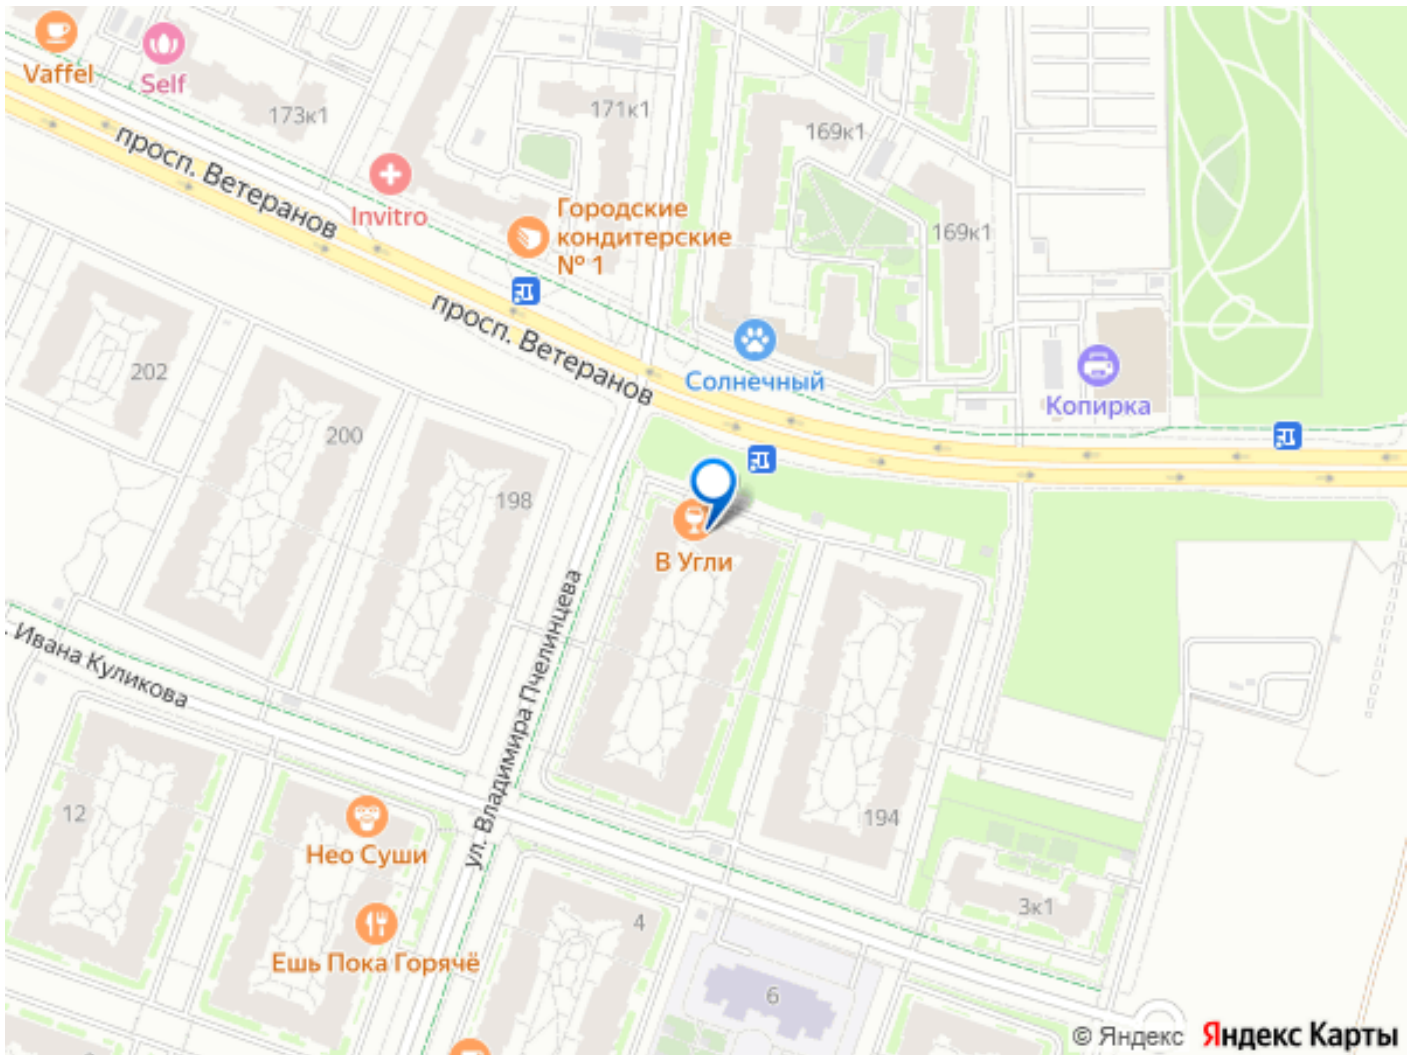 Vaffel
Self
173к1
171к1
169к1
просп. Ветеранов
Invitro
Городские
кондитерские
№ 1
169к1
просп. Ветеранов
202
Солнечный
Копирка
200
198
В Угли
Ивана Куликова
ул. Владимира Пчелинцева
12
194
Нео Суши
3к1
4
Ешь Пока Горячё
6
© Яндекс Яндекс Карты